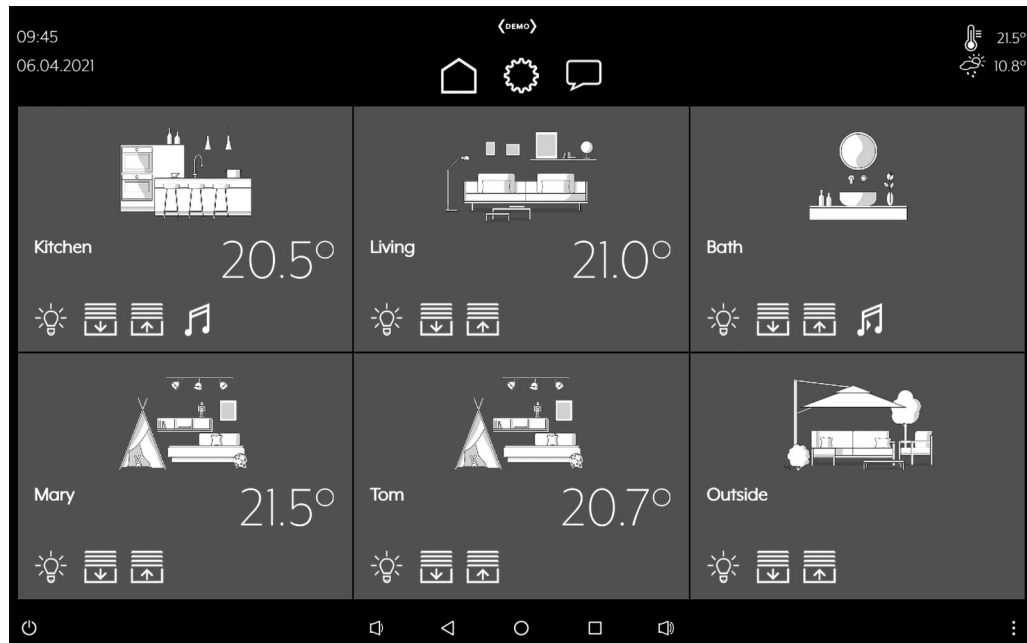 09:45
06.04.2021
‹DEMO›
21.5°
10.8°
Kitchen
20.5°
Living
21.0°
Bath
Mary
21.5°
Tom
20.7°
Outside